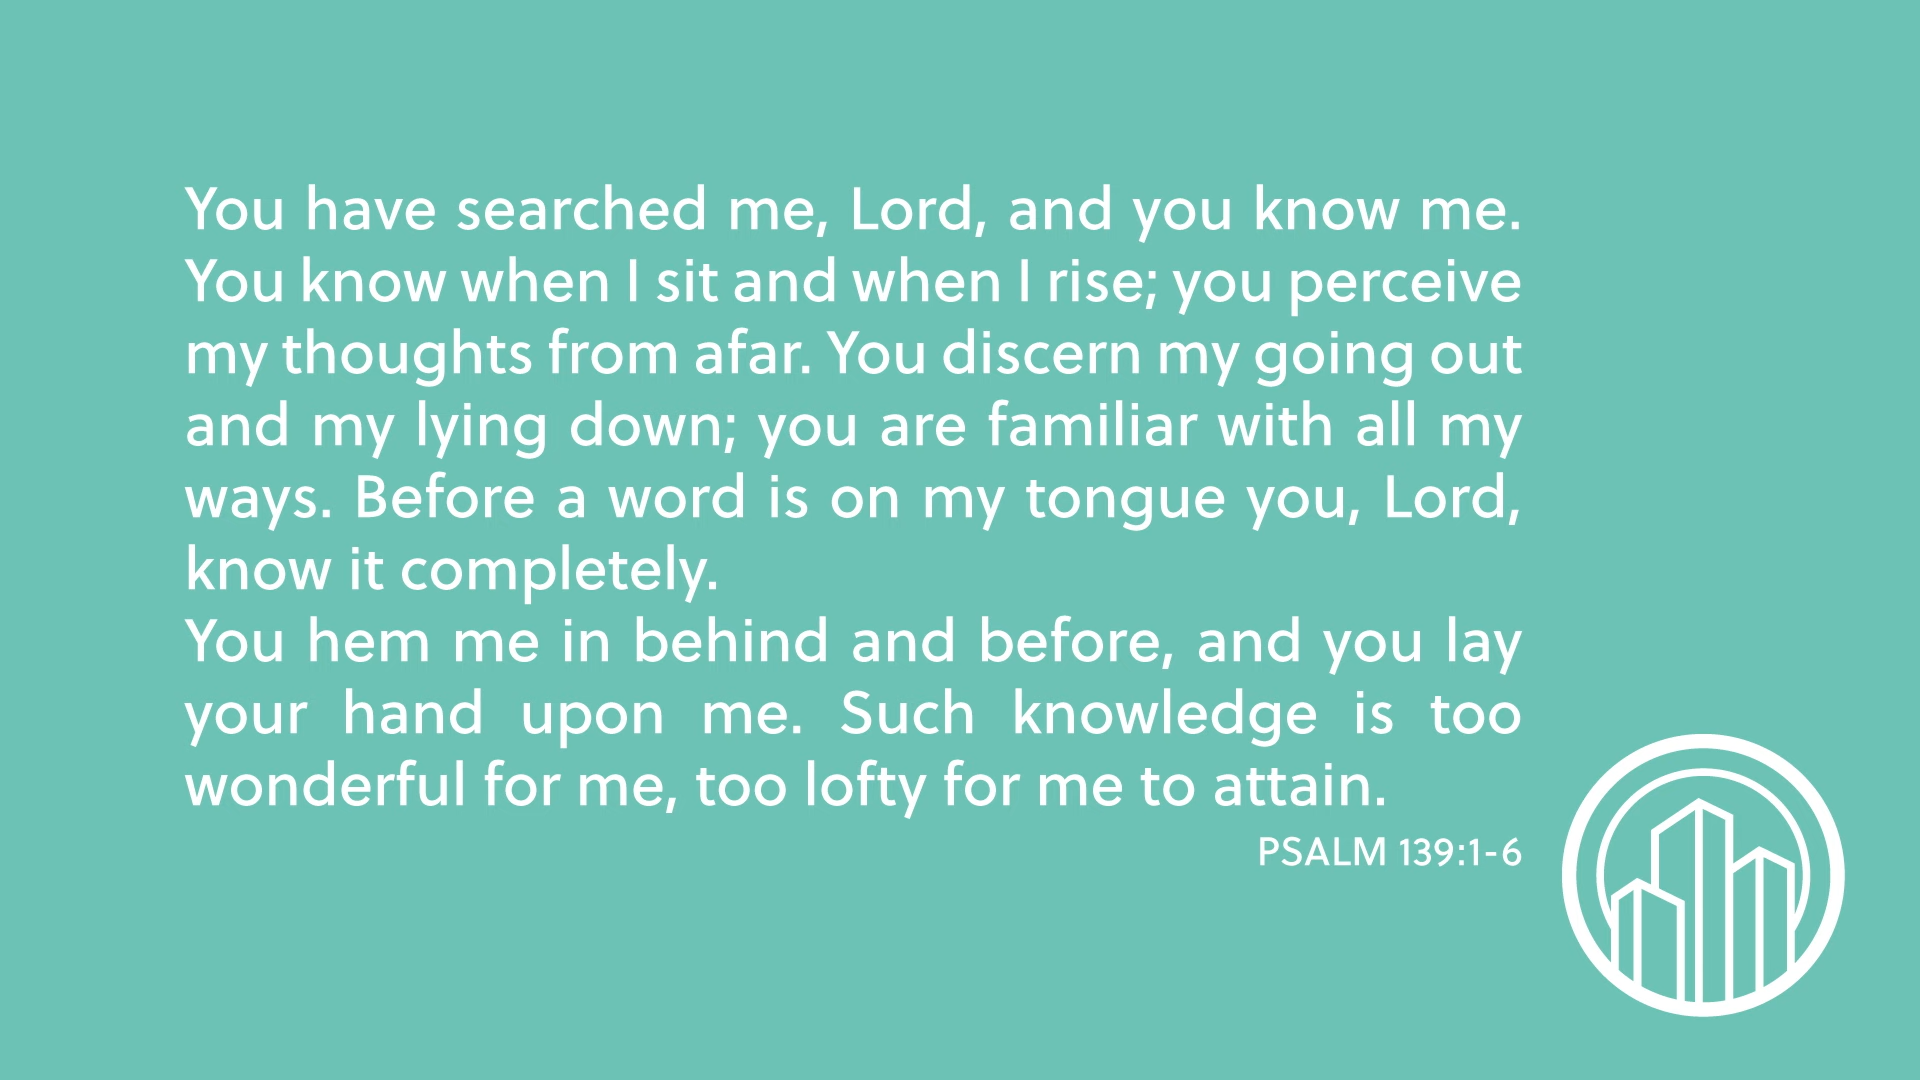 You have searched me, Lord, and you know me.
You know when I sit and when I rise; you perceive
my thoughts from afar. You discern my going out
and my lying down; you are familiar with all my
ways. Before a word is on my tongue you, Lord,
know it completely.
You hem me in behind and before, and you lay
your hand upon me. Such knowledge is too
wonderful for me, too lofty for me to attain.
PSALM 139:1-6